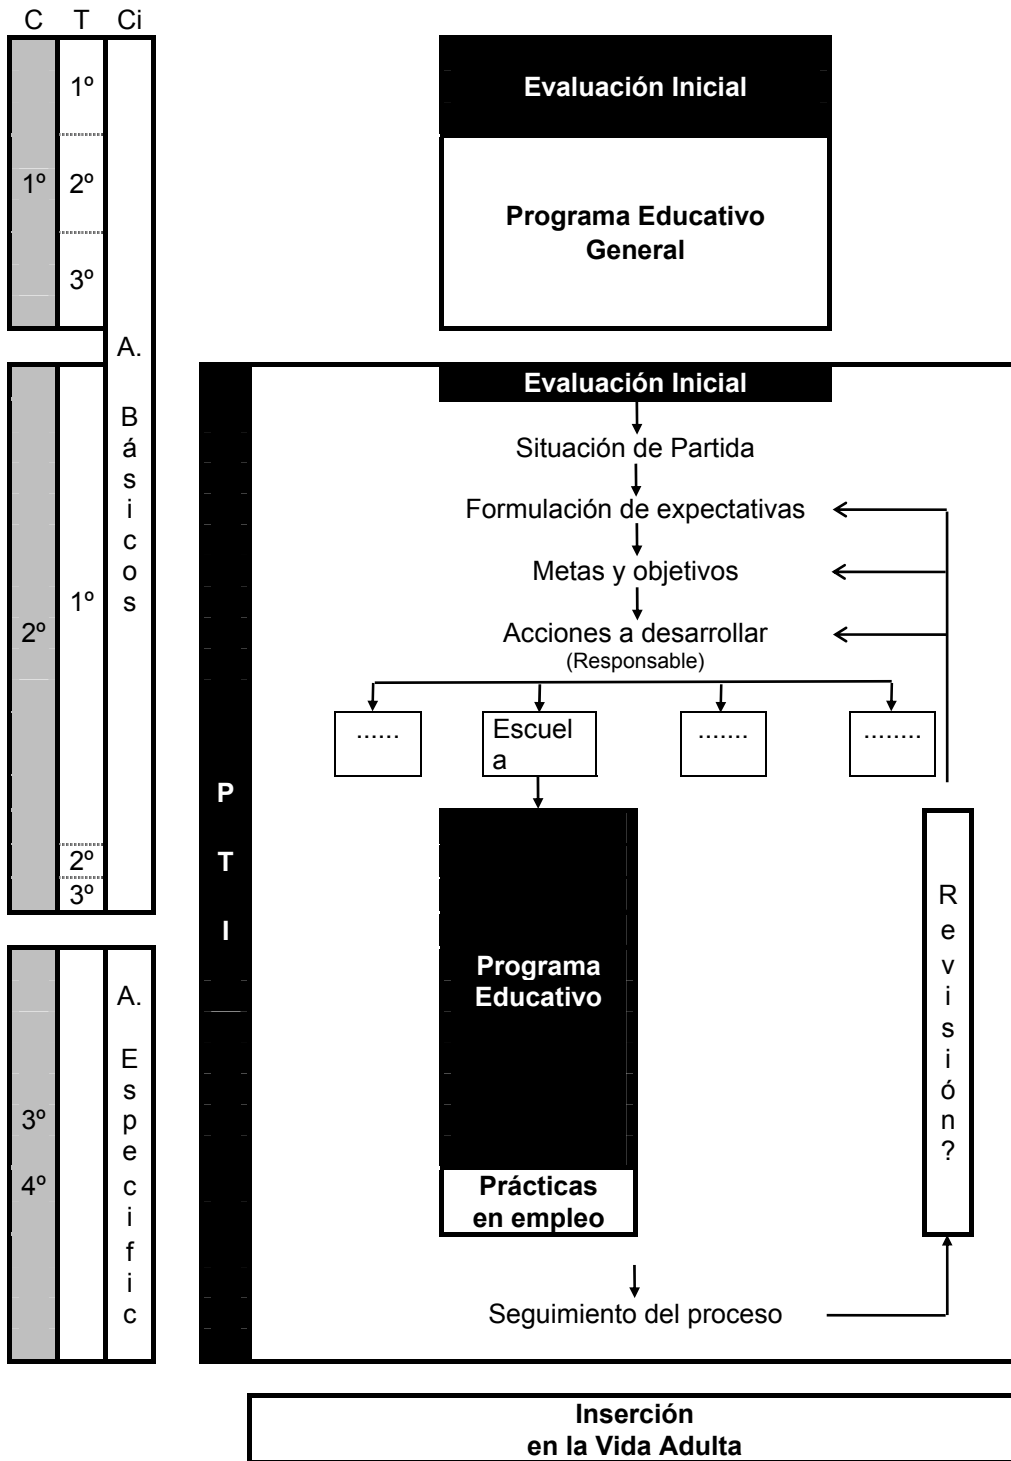 C T Ci
1º
2º
3º
1º
A.
B
á
s
i
c
o
s
Evaluación Inicial
Programa Educativo
General
1º
2º
2º
3º
P
T
I
Evaluación Inicial
Situación de Partida
Formulación de expectativas
Metas y objetivos
Acciones a desarrollar
(Responsable)
......
Escuel
a
.......
........
Programa
Educativo
Prácticas
en empleo
R
e
v
i
s
i
ó
n
?
Seguimiento del proceso
3º
4º
A.
E
s
p
e
c
i
f
i
c
Inserción
en la Vida Adulta